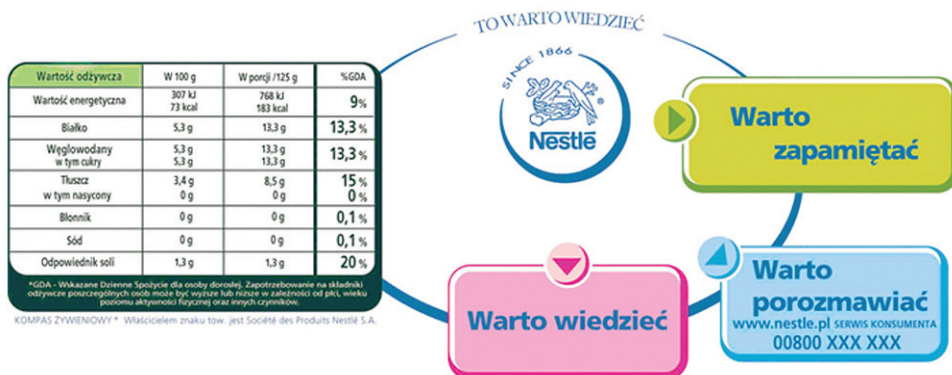 TO WARTO WIEDZIEĆ
SINCE 1866
®
Nestlé
Wartość odżywcza W 100 g W porcji /125 g %GDA
Wartość energetyczna 307 kJ 768 kJ 9%
73 kcal 183 kcal
Białko 5,3 g 13,3 g 13,3 %
Węglowodany 5,3 g 13,3 g 13,3 %
w tym cukry 5,3 g 13,3 g
Tłuszcz 3,4 g 8,5 g 15 %
w tym nasycony 0 g 0 g 0 %
Błonnik 0 g 0 g 0,1 %
Sód 0 g 0 g 0,1 %
Odpowiednik soli 1,3 g 1,3 g 20 %
*GDA - Wskazane Dzienne Spożycie dla osoby dorosłej. Zapotrzebowanie na składniki
odżywcze poszczególnych osób może być wyższe lub niższe w zależności od płci, wieku
poziomu aktywności fizycznej oraz innych czynników.
KOMPAS ŻYWIENIOWY * Właścicielem znaku tow. jest Société des Produits Nestlé S.A.
Warto
zapamiętać
Warto wiedzieć
Warto
porozmawiać
www.nestle.pl SERWIS KONSUMENTA
00800 XXX XXX